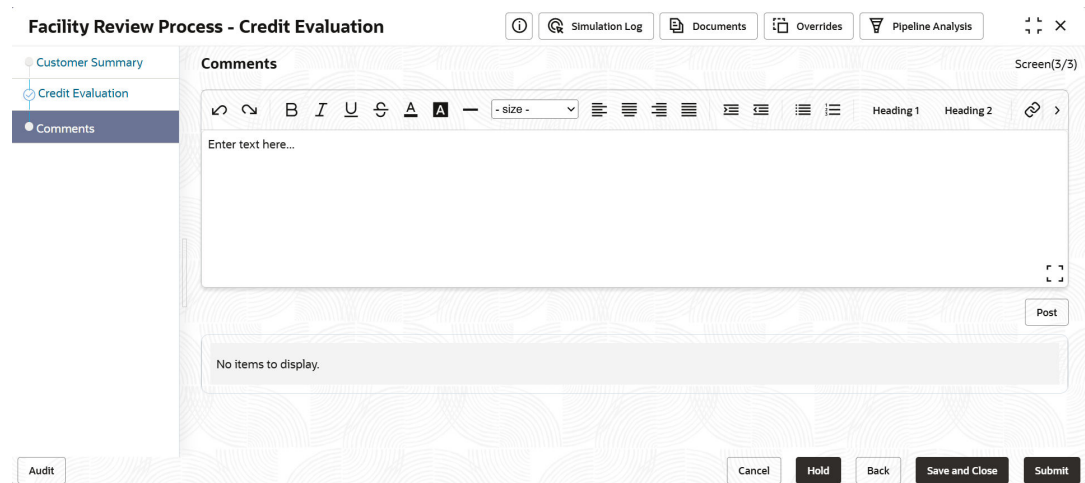 Facility Review Process - Credit Evaluation
Simulation Log
Documents
Overrides
Pipeline Analysis
Customer Summary
Credit Evaluation
Comments
Comments
Screen(3/3)
B I U S A A - size - Heading 1 Heading 2
Enter text here...
Post
No items to display.
Audit
Cancel
Hold
Back
Save and Close
Submit